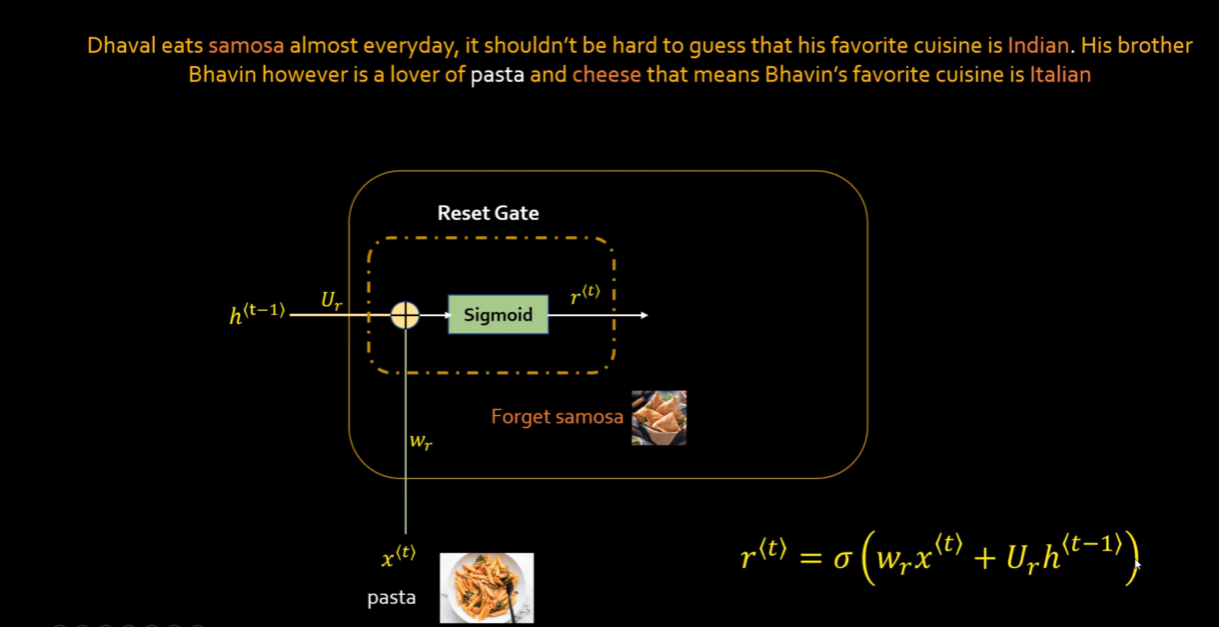 Dhaval eats samosa almost everyday, it shouldn't be hard to guess that his favorite cuisine is Indian. His brother
Bhavin however is a lover of pasta and cheese that means Bhavin's favorite cuisine is Italian
Reset Gate
h⟨t−1⟩
U_r
Sigmoid
r⟨t⟩
Forget samosa
w_r
x⟨t⟩
pasta
r⟨t⟩ = σ(w_r x⟨t⟩ + U_r h⟨t−1⟩)